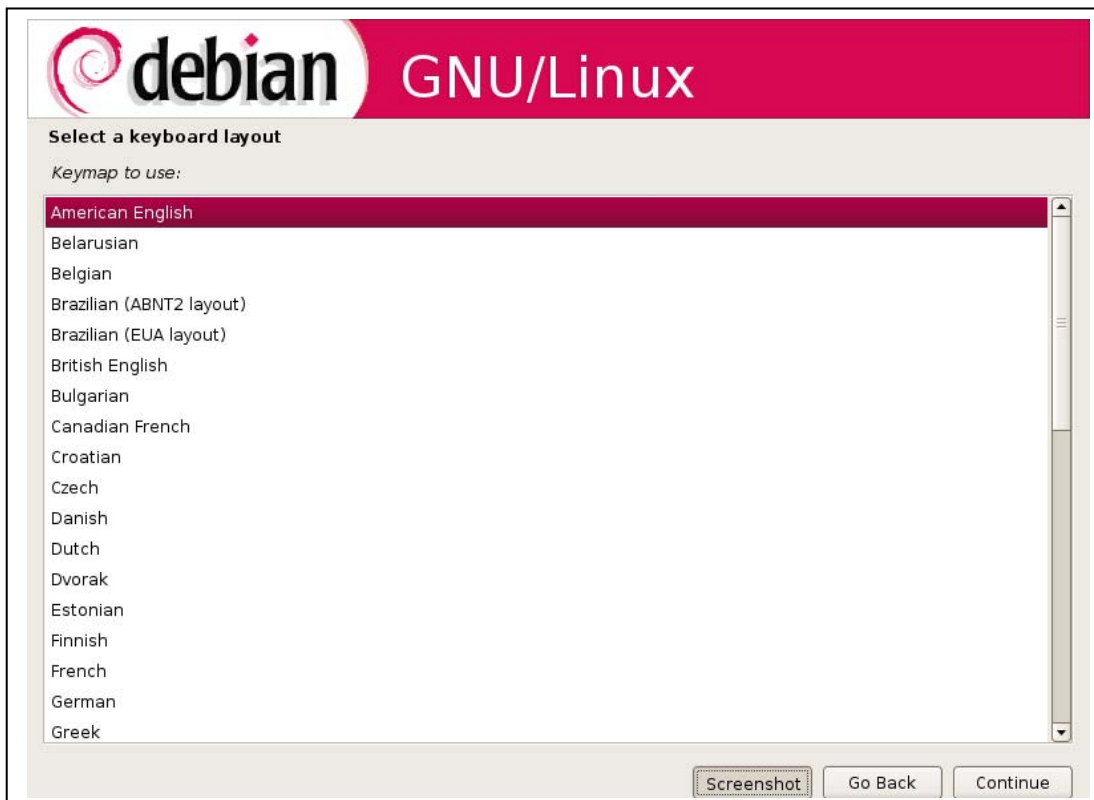 debian GNU/Linux
Select a keyboard layout
Keymap to use:
American English
Belarusian
Belgian
Brazilian (ABNT2 layout)
Brazilian (EUA layout)
British English
Bulgarian
Canadian French
Croatian
Czech
Danish
Dutch
Dvorak
Estonian
Finnish
French
German
Greek
Screenshot Go Back Continue